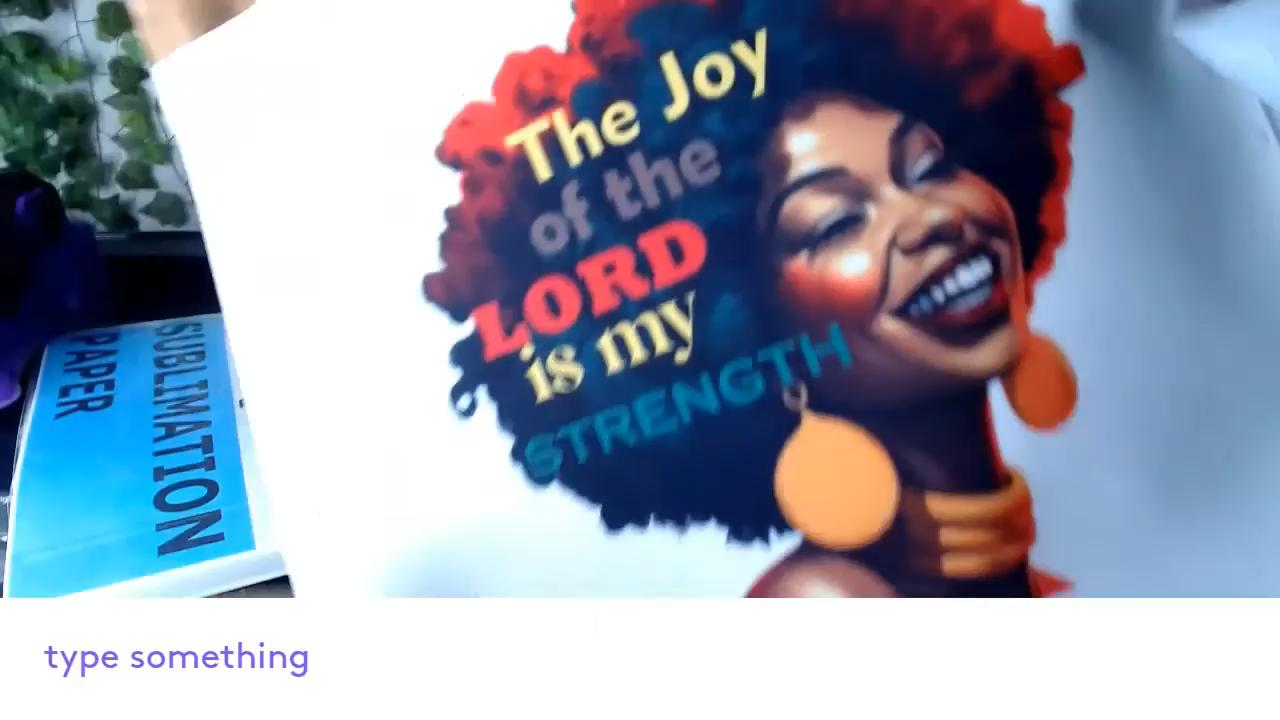 The Joy
of the
LORD
is my
STRENGTH
SUBLIMATION
PAPER
type something